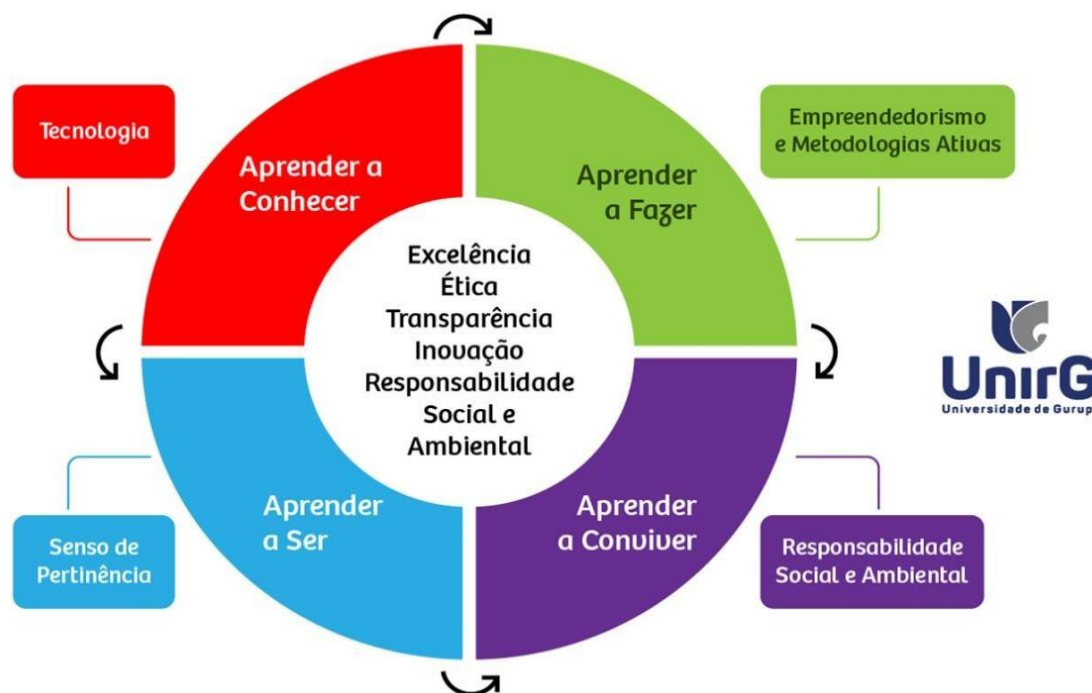 Tecnologia
Aprender a
Conhecer
Aprender
a Fazer
Empreendedorismo
e Metodologias Ativas
Excelência
Ética
Transparência
Inovação
Responsabilidade
Social e
Ambiental
UnirG
Universidade de Gurup
Senso de
Pertinência
Aprender
a Ser
Aprender
a Conviver
Responsabilidade
Social e Ambiental